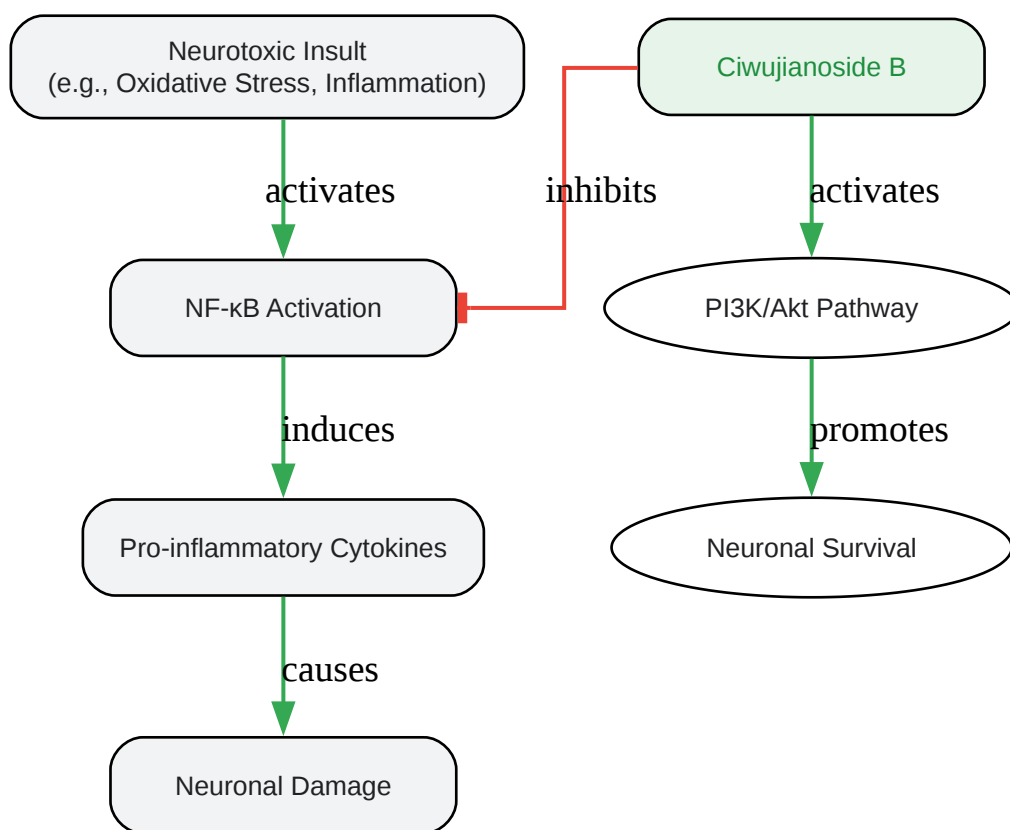 Neurotoxic Insult
(e.g., Oxidative Stress, Inflammation)
Ciwujianoside B
activates
inhibits
activates
NF-κB Activation
PI3K/Akt Pathway
induces
promotes
Pro-inflammatory Cytokines
Neuronal Survival
causes
Neuronal Damage